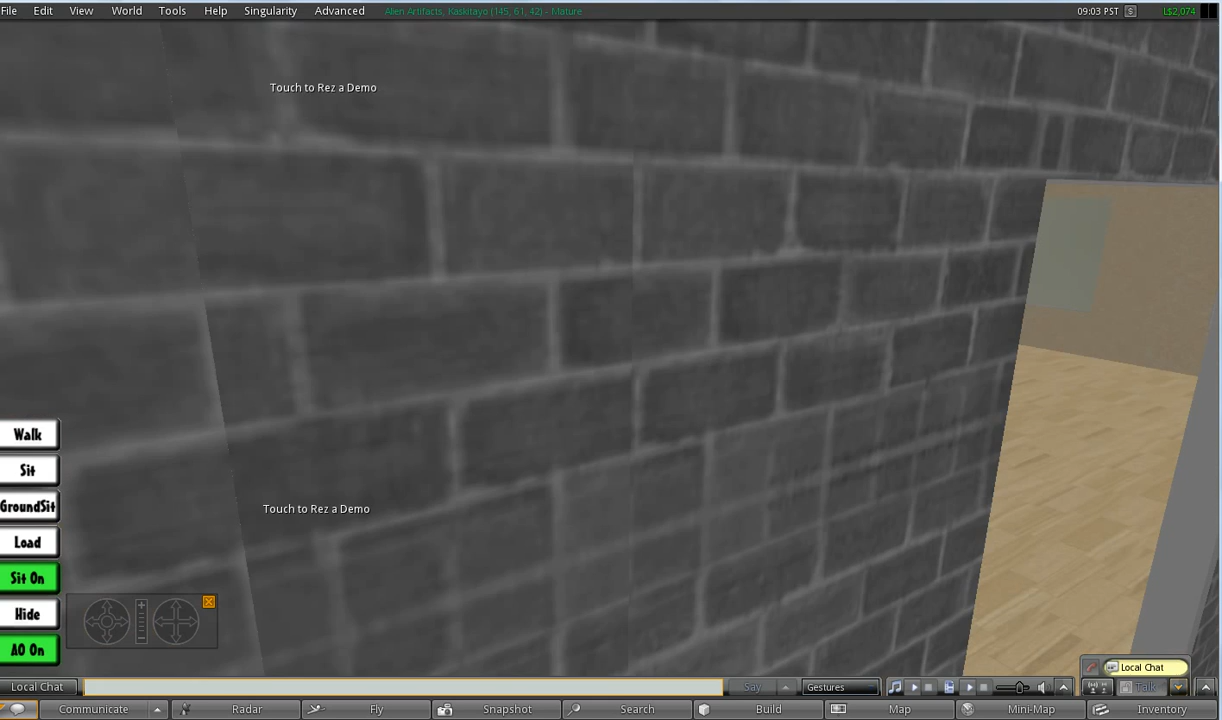 File Edit View World Tools Help Singularity Advanced Alien Artifacts, Kaskitayo (145, 61, 42) - Mature 09:03 PST $ L$2,074
Touch to Rez a Demo
Walk
Sit
GroundSit
Touch to Rez a Demo
Load
Sit On
Hide
AO On
Local Chat
Local Chat Say Gestures Talk
Communicate Radar Fly Snapshot Search Build Map Mini-Map Inventory